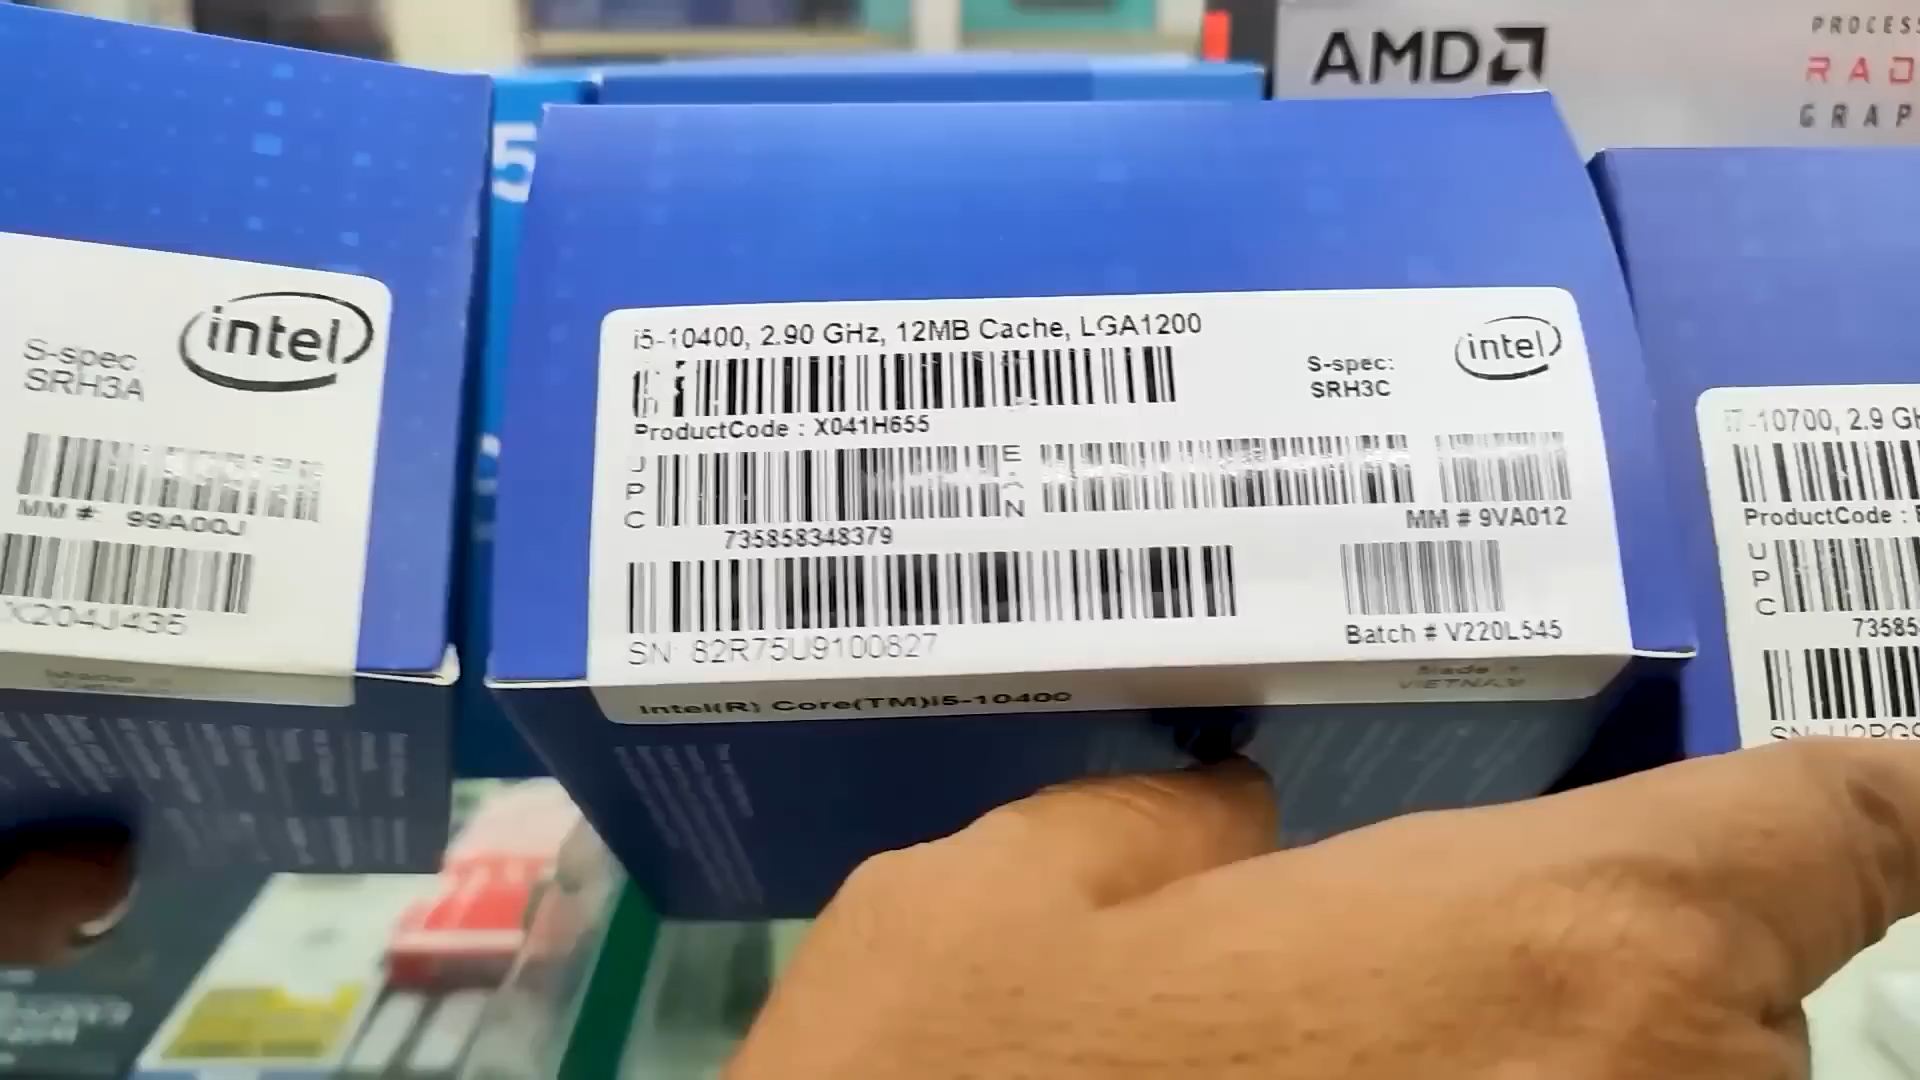 AMD
PROCESS
RAD
GRAP
5
intel
S-spec:
SRH3A
MM #: 99A00J
X204J435
i5-10400, 2.90 GHz, 12MB Cache, LGA1200
S-spec:
SRH3C
intel
ProductCode : X041H655
UPC
EAN
735858348379
MM # 9VA012
SN: 82R75U9100827
Batch # V220L545
Made in
VIETNAM
Intel(R) Core(TM)i5-10400
i7-10700, 2.9 GH
ProductCode :
UPC
73585